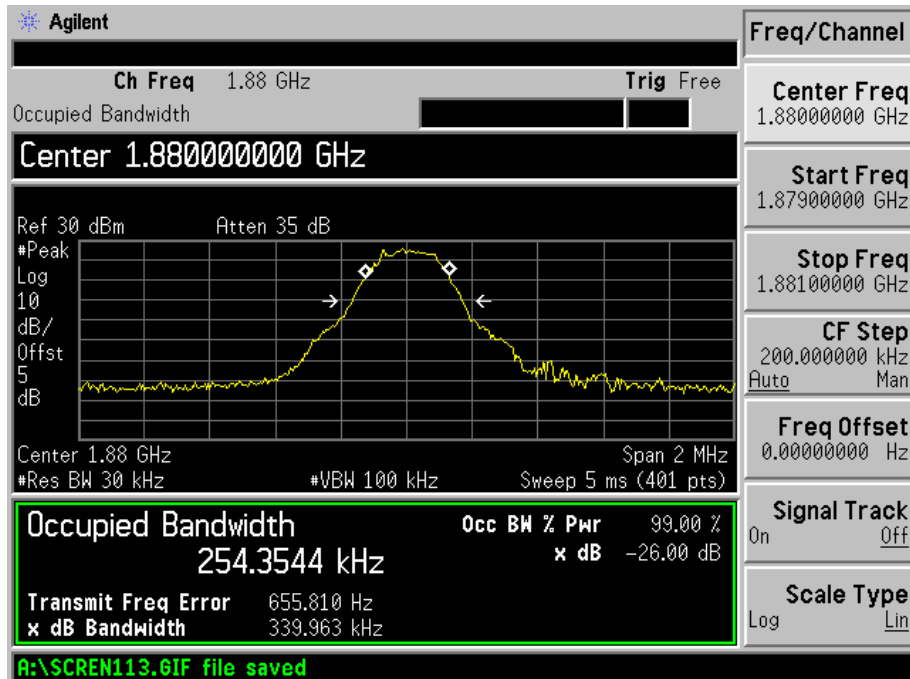 Agilent
Ch Freq 1.88 GHz Trig Free
Occupied Bandwidth
Center 1.880000000 GHz
Ref 30 dBm Atten 35 dB
#Peak
Log
10
dB/
Offst
5
dB
Center 1.88 GHz Span 2 MHz
#Res BW 30 kHz #VBW 100 kHz Sweep 5 ms (401 pts)
Occupied Bandwidth
254.3544 kHz
Occ BW % Pwr 99.00 %
x dB -26.00 dB
Transmit Freq Error 655.810 Hz
x dB Bandwidth 339.963 kHz
A:\SCREN113.GIF file saved
Freq/Channel
Center Freq
1.88000000 GHz
Start Freq
1.87900000 GHz
Stop Freq
1.88100000 GHz
CF Step
200.000000 kHz
Auto Man
Freq Offset
0.00000000 Hz
Signal Track
On Off
Scale Type
Log Lin